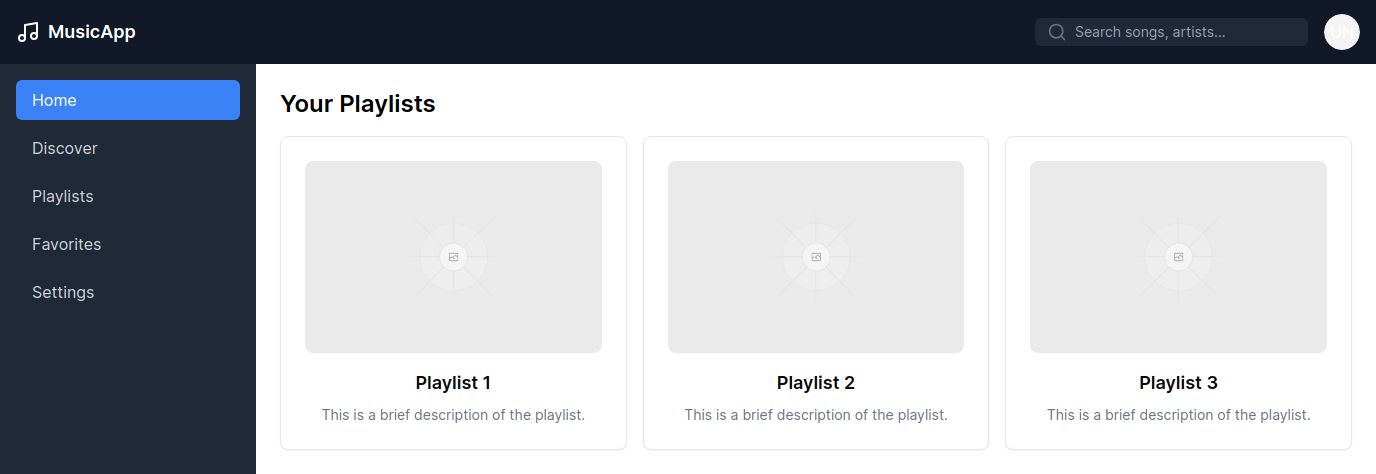 MusicApp
Search songs, artists...
UN
Home
Discover
Playlists
Favorites
Settings
Your Playlists
Playlist 1
This is a brief description of the playlist.
Playlist 2
This is a brief description of the playlist.
Playlist 3
This is a brief description of the playlist.